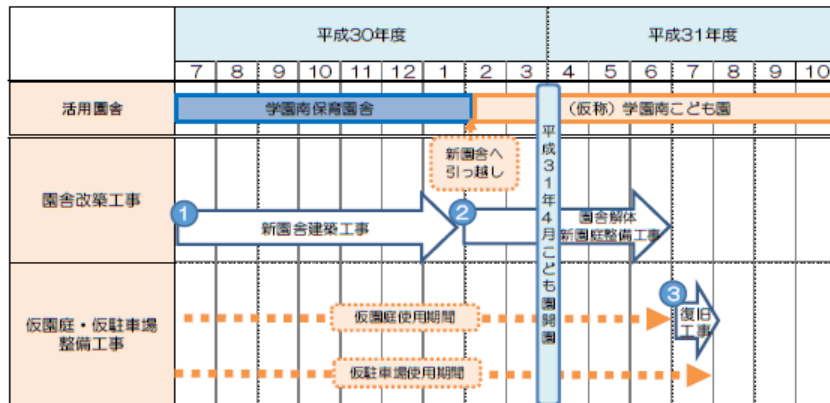 平成30年度 平成31年度
7 8 9 10 11 12 1 2 3 4 5 6 7 8 9 10
活用園舎 学園南保育園舎 (仮称)学園南こども園
新園舎へ
引っ越し
平成31年4月こども園開園
園舎改築工事 1 新園舎建築工事 2 園舎解体
新園庭整備工事
仮園庭・仮駐車場
整備工事
仮園庭使用期間
3 復旧
工事
仮駐車場使用期間